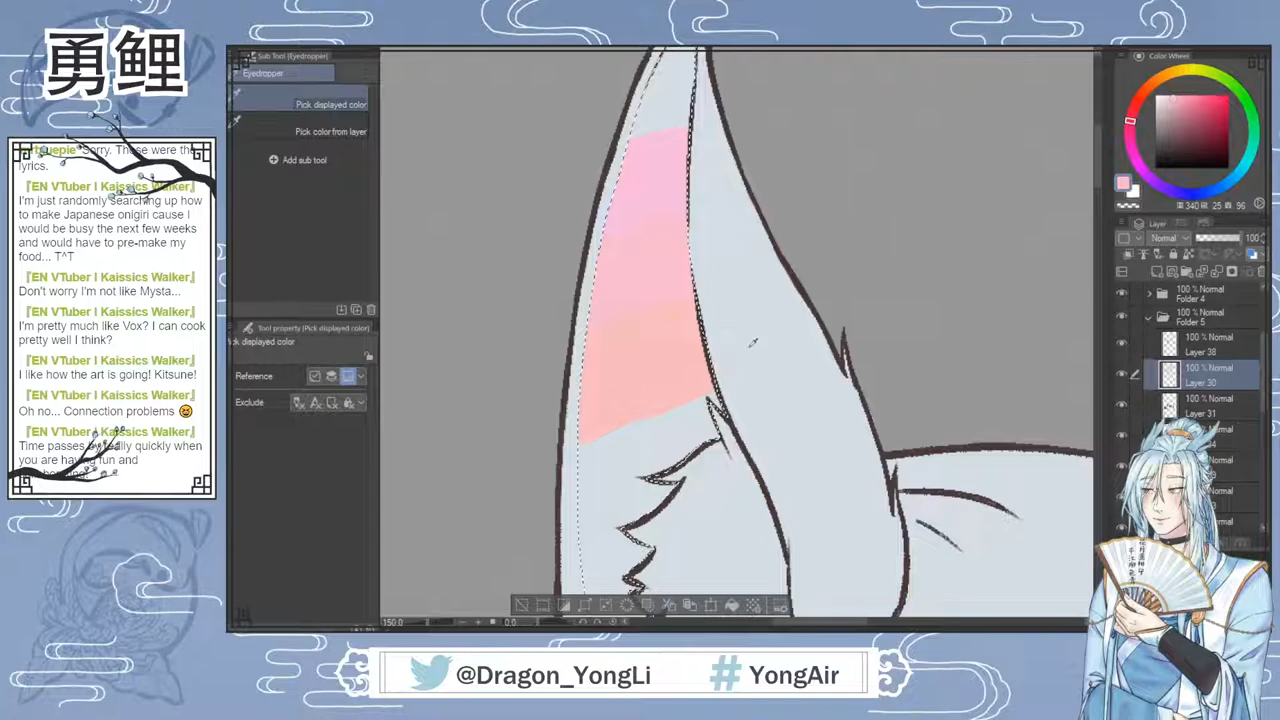 勇鲤
Sorry. Those were the
lyrics.
『EN VTuber | Kaissics Walker』
I'm just randomly searching up how
to make Japanese onigiri cause I
would be busy the next few weeks
and would have to pre-make my
food... T^T
『EN VTuber | Kaissics Walker』
Don't worry I'm not like Mysta...
『EN VTuber | Kaissics Walker』
I'm pretty much like Vox? I can cook
pretty well I think?
『EN VTuber | Kaissics Walker』
I like how the art is going! Kitsune!
『EN VTuber | Kaissics Walker』
Oh no... Connection problems 😆
『EN VTuber | Kaissics Walker』
Time passes by really quickly when
you are having fun and
Sub Tool (Eyedropper)
Eyedropper
Pick displayed color
Pick color from layer
Add sub tool
Tool property (Pick displayed color)
Pick displayed color
Reference
Exclude
150.0
0.0
Color Wheel
340 25 96
Layer
Normal
100
100 % Normal
Folder 4
100 % Normal
Folder 5
100 % Normal
Layer 38
100 % Normal
Layer 30
100 % Normal
Layer 31
@Dragon_YongLi
# YongAir